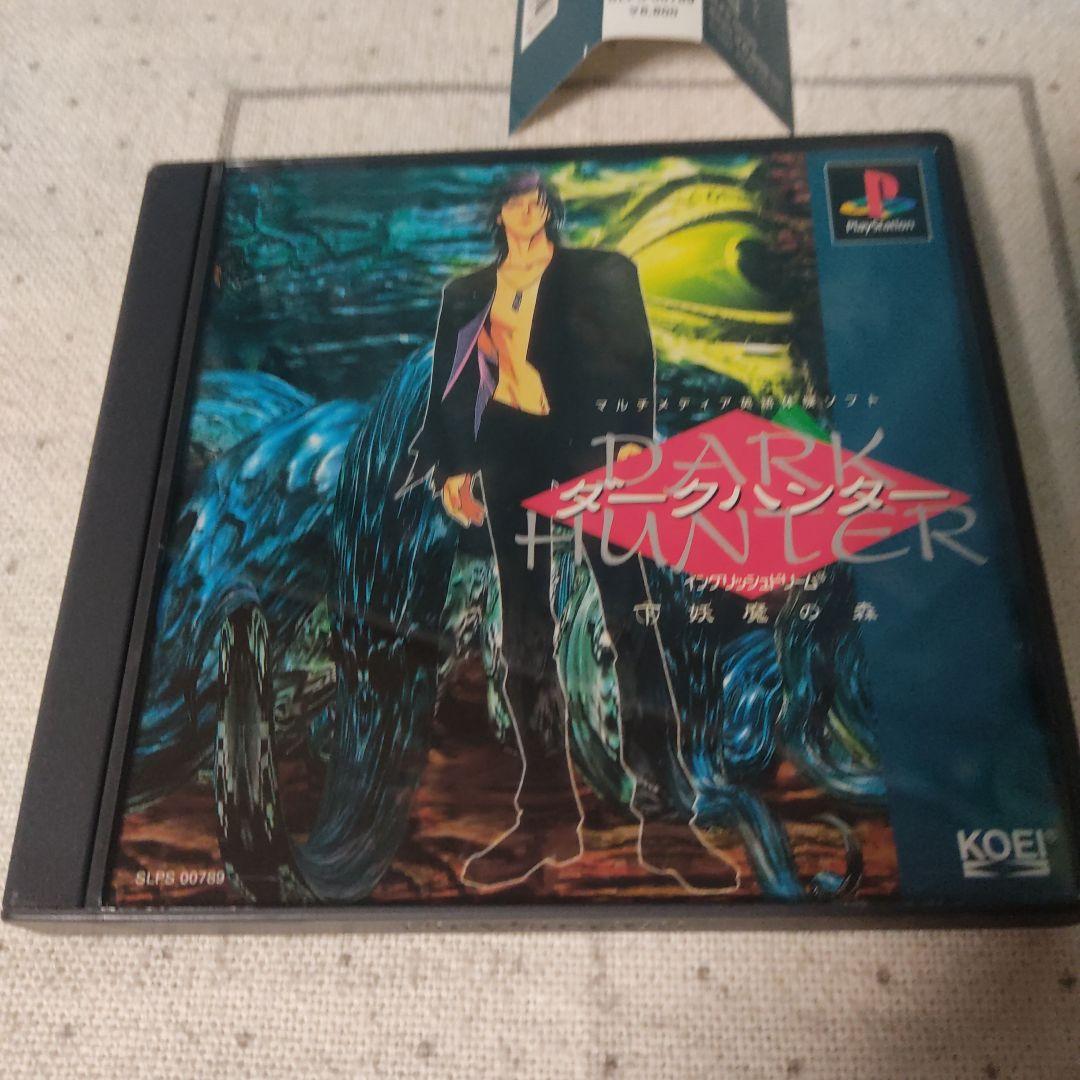 PlayStation
マルチメディア英語体験ソフト
DARK
ダークハンター
HUNTER
イングリッシュドリーム
下 妖魔の森
KOEI®
SLPS 00789